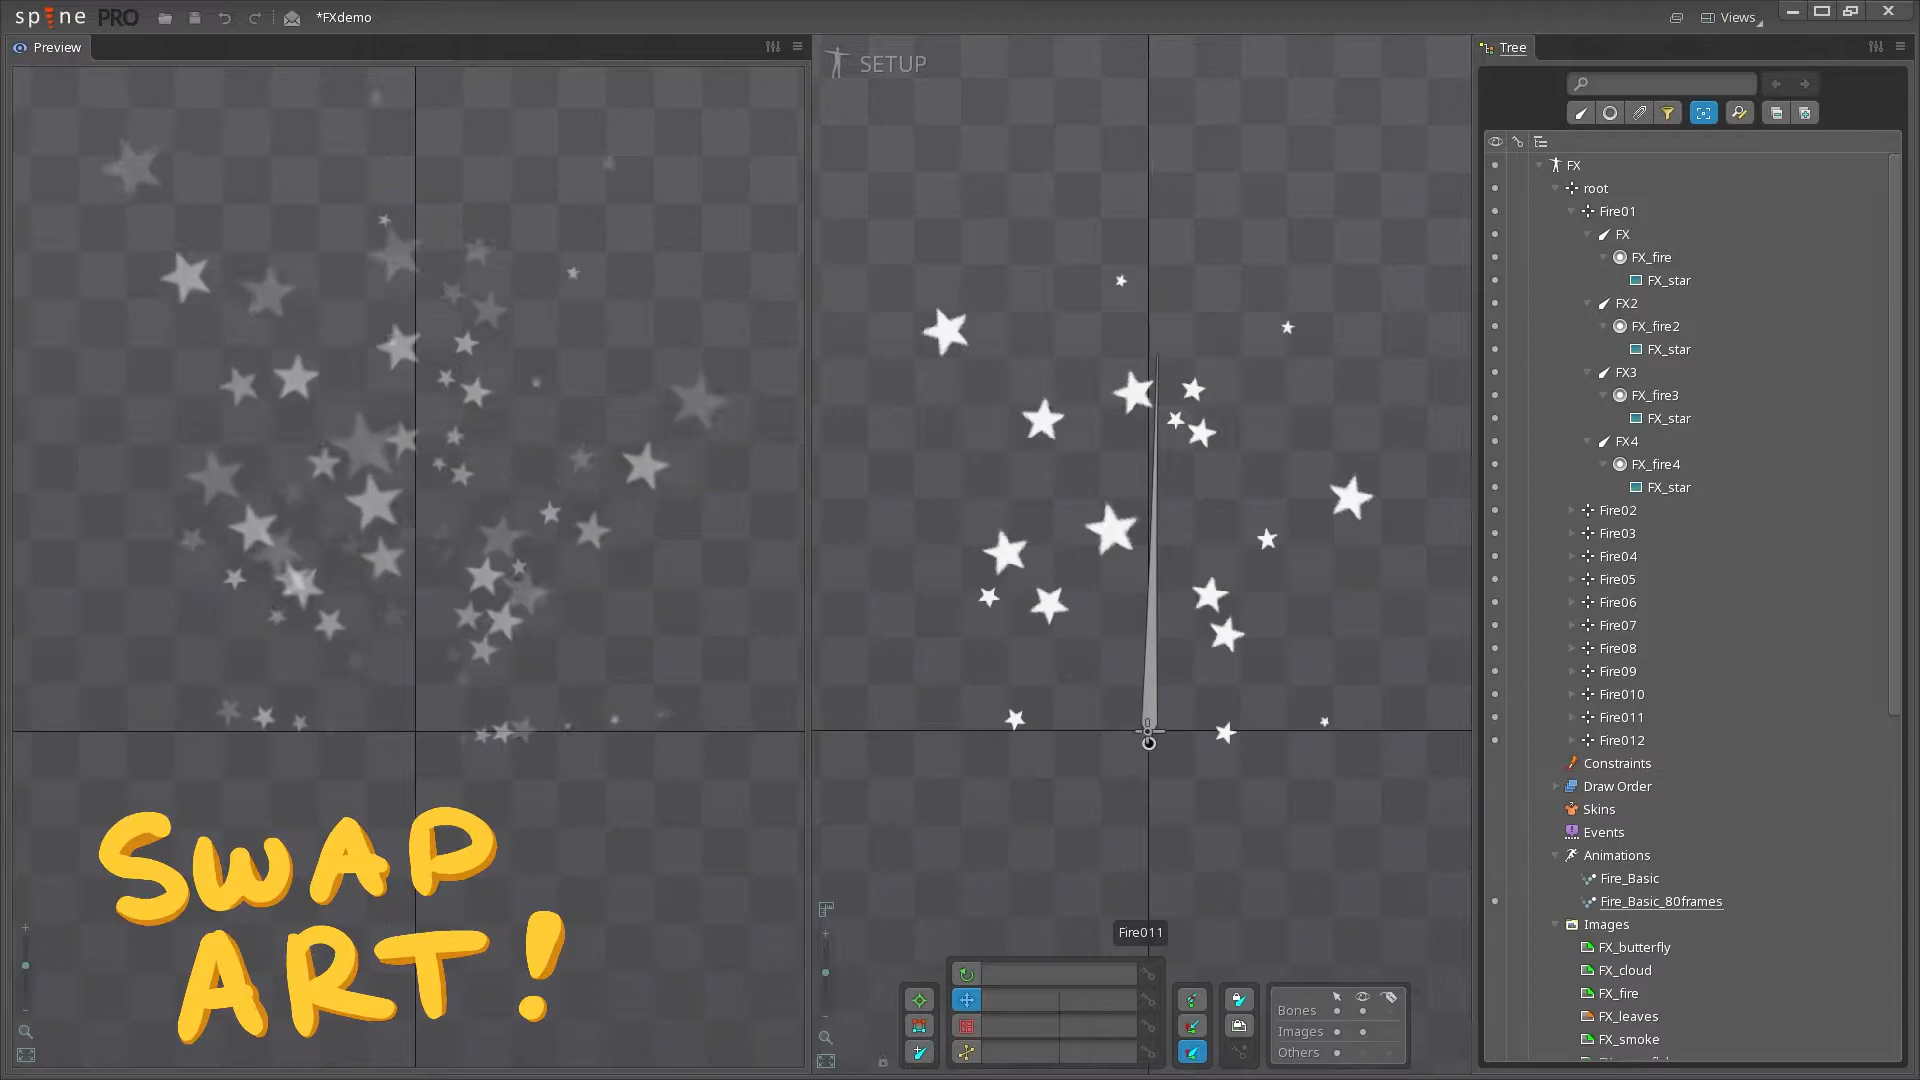 spine PRO
*FXdemo
Views
Preview
SETUP
Tree
FX
root
Fire01
FX
FX_fire
FX_star
FX2
FX_fire2
FX_star
FX3
FX_fire3
FX_star
FX4
FX_fire4
FX_star
Fire02
Fire03
Fire04
Fire05
Fire06
Fire07
Fire08
Fire09
Fire010
Fire011
Fire012
Constraints
Draw Order
Skins
Events
Animations
Fire_Basic
Fire_Basic_80frames
Images
FX_butterfly
FX_cloud
FX_fire
FX_leaves
FX_smoke
SWAP
ART!
Fire011
Bones
Images
Others